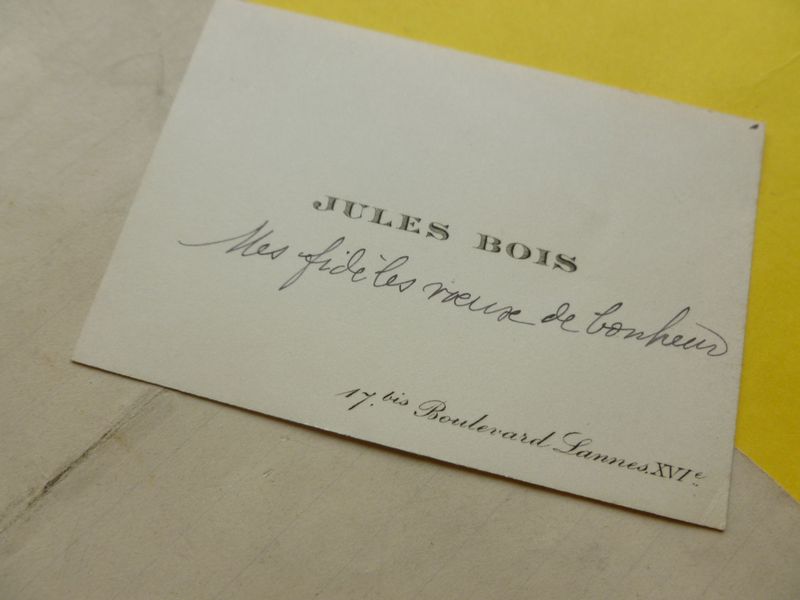 JULES BOIS
Mes fidèles vœux de bonheur
17.bis Boulevard Lannes.XVIe